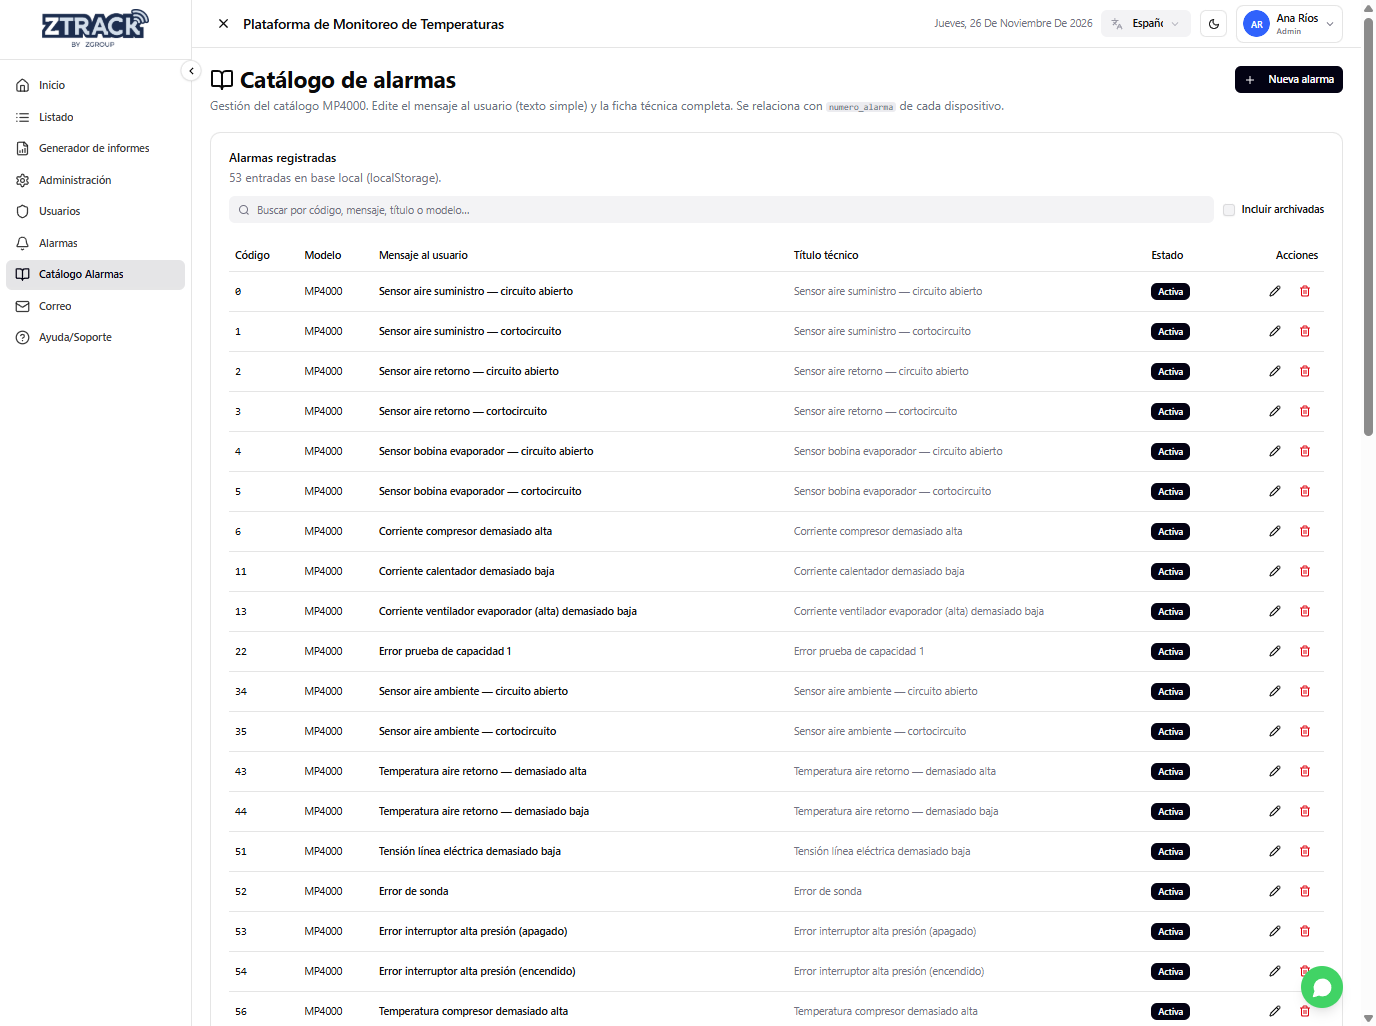 ZTRACK
BY ZGROUP
Plataforma de Monitoreo de Temperaturas
Jueves, 26 De Noviembre De 2026
Españc
AR
Ana Ríos
Admin
Inicio
Listado
Generador de informes
Administración
Usuarios
Alarmas
Catálogo Alarmas
Correo
Ayuda/Soporte
Catálogo de alarmas
Nueva alarma
Gestión del catálogo MP4000. Edite el mensaje al usuario (texto simple) y la ficha técnica completa. Se relaciona con numero_alarma de cada dispositivo.
Alarmas registradas
53 entradas en base local (localStorage).
Buscar por código, mensaje, título o modelo...
Incluir archivadas
Código Modelo Mensaje al usuario Título técnico Estado Acciones
0 MP4000 Sensor aire suministro — circuito abierto Sensor aire suministro — circuito abierto Activa
1 MP4000 Sensor aire suministro — cortocircuito Sensor aire suministro — cortocircuito Activa
2 MP4000 Sensor aire retorno — circuito abierto Sensor aire retorno — circuito abierto Activa
3 MP4000 Sensor aire retorno — cortocircuito Sensor aire retorno — cortocircuito Activa
4 MP4000 Sensor bobina evaporador — circuito abierto Sensor bobina evaporador — circuito abierto Activa
5 MP4000 Sensor bobina evaporador — cortocircuito Sensor bobina evaporador — cortocircuito Activa
6 MP4000 Corriente compresor demasiado alta Corriente compresor demasiado alta Activa
11 MP4000 Corriente calentador demasiado baja Corriente calentador demasiado baja Activa
13 MP4000 Corriente ventilador evaporador (alta) demasiado baja Corriente ventilador evaporador (alta) demasiado baja Activa
22 MP4000 Error prueba de capacidad 1 Error prueba de capacidad 1 Activa
34 MP4000 Sensor aire ambiente — circuito abierto Sensor aire ambiente — circuito abierto Activa
35 MP4000 Sensor aire ambiente — cortocircuito Sensor aire ambiente — cortocircuito Activa
43 MP4000 Temperatura aire retorno — demasiado alta Temperatura aire retorno — demasiado alta Activa
44 MP4000 Temperatura aire retorno — demasiado baja Temperatura aire retorno — demasiado baja Activa
51 MP4000 Tensión línea eléctrica demasiado baja Tensión línea eléctrica demasiado baja Activa
52 MP4000 Error de sonda Error de sonda Activa
53 MP4000 Error interruptor alta presión (apagado) Error interruptor alta presión (apagado) Activa
54 MP4000 Error interruptor alta presión (encendido) Error interruptor alta presión (encendido) Activa
56 MP4000 Temperatura compresor demasiado alta Temperatura compresor demasiado alta Activa